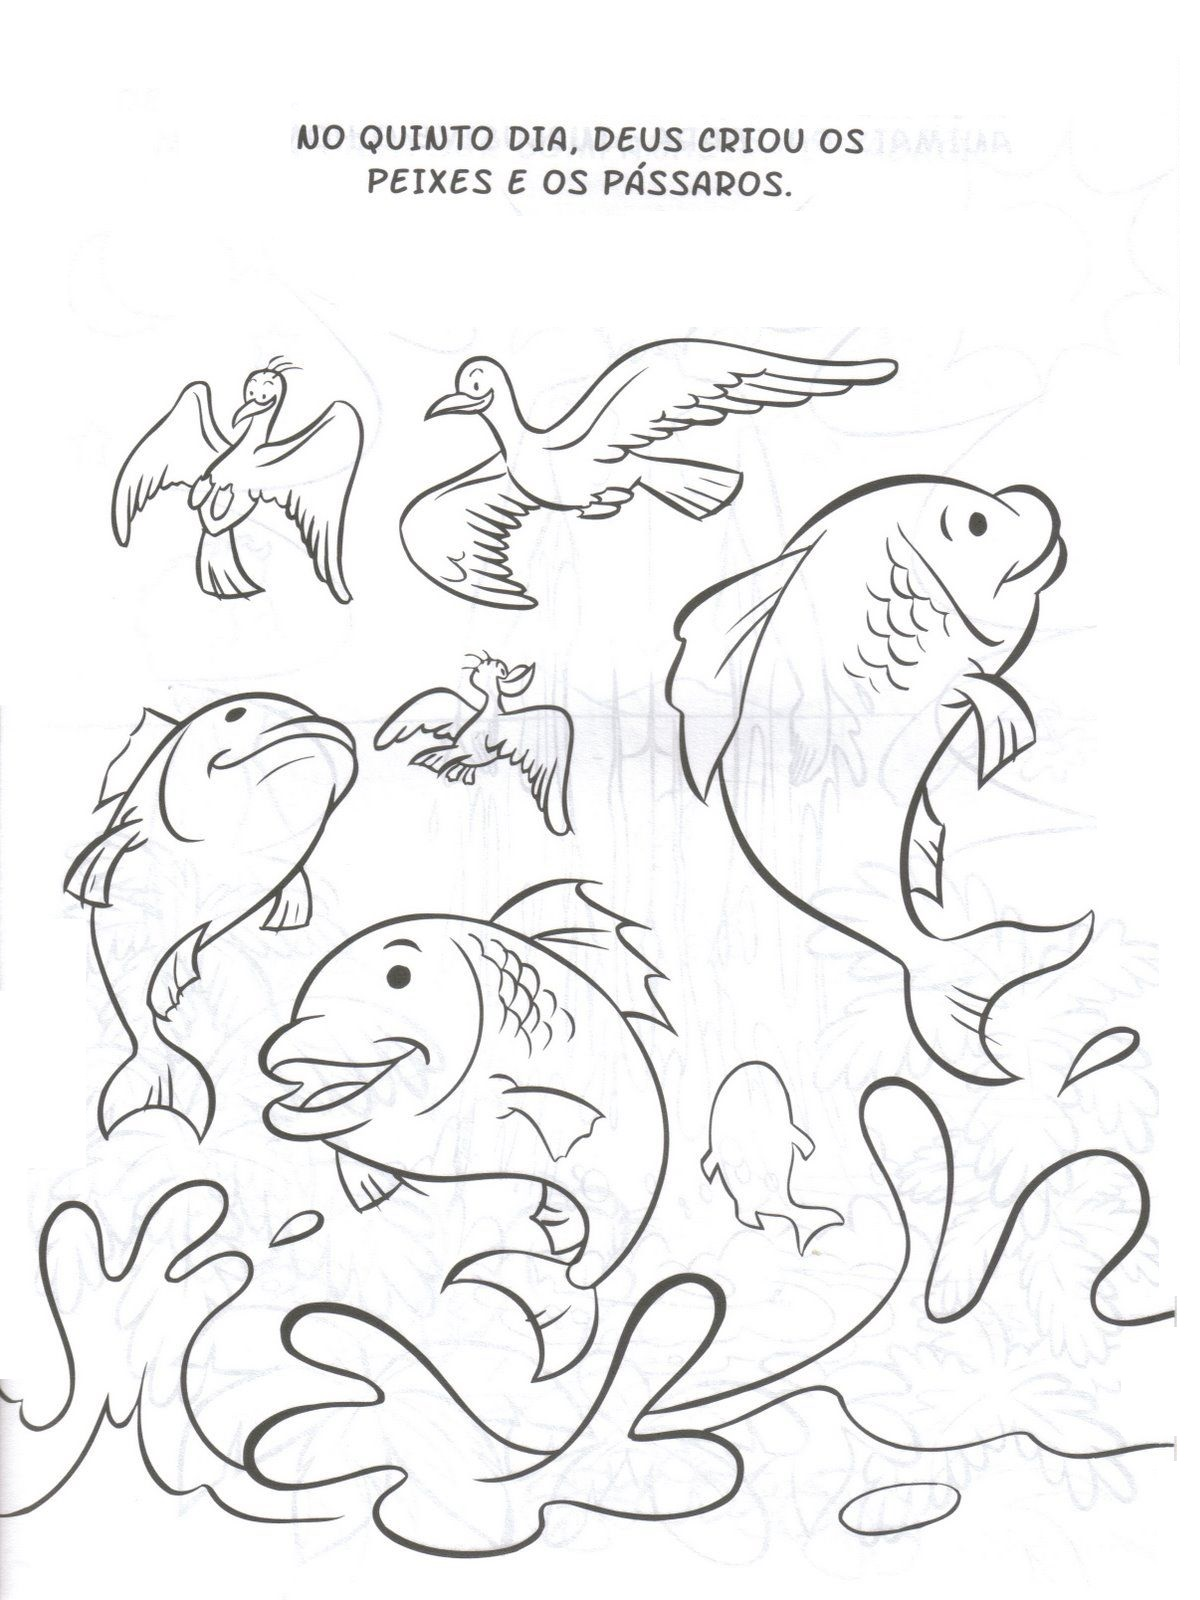 NO QUINTO DIA, DEUS CRIOU OS
PEIXES E OS PÁSSAROS.